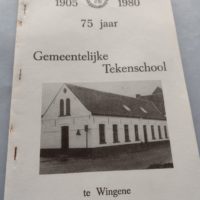 1905 1980
75 jaar
Gemeentelijke
Tekenschool
te Wingene